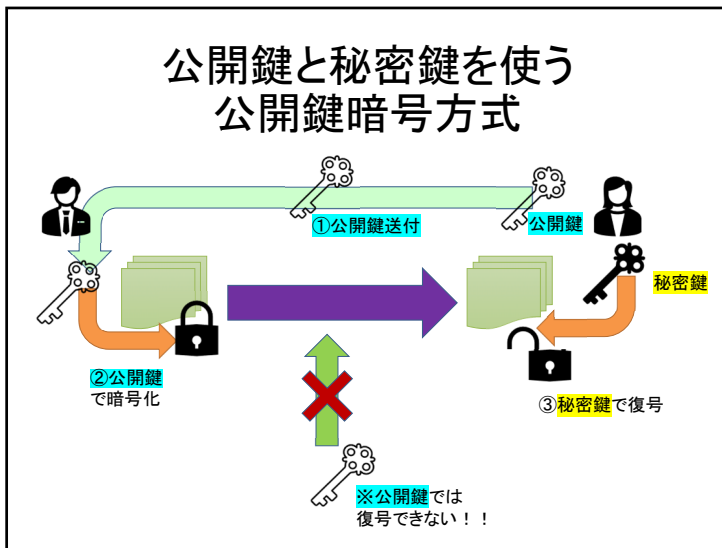 公開鍵と秘密鍵を使う
公開鍵暗号方式
①公開鍵送付
公開鍵
秘密鍵
②公開鍵
で暗号化
③秘密鍵で復号
※公開鍵では
復号できない！！